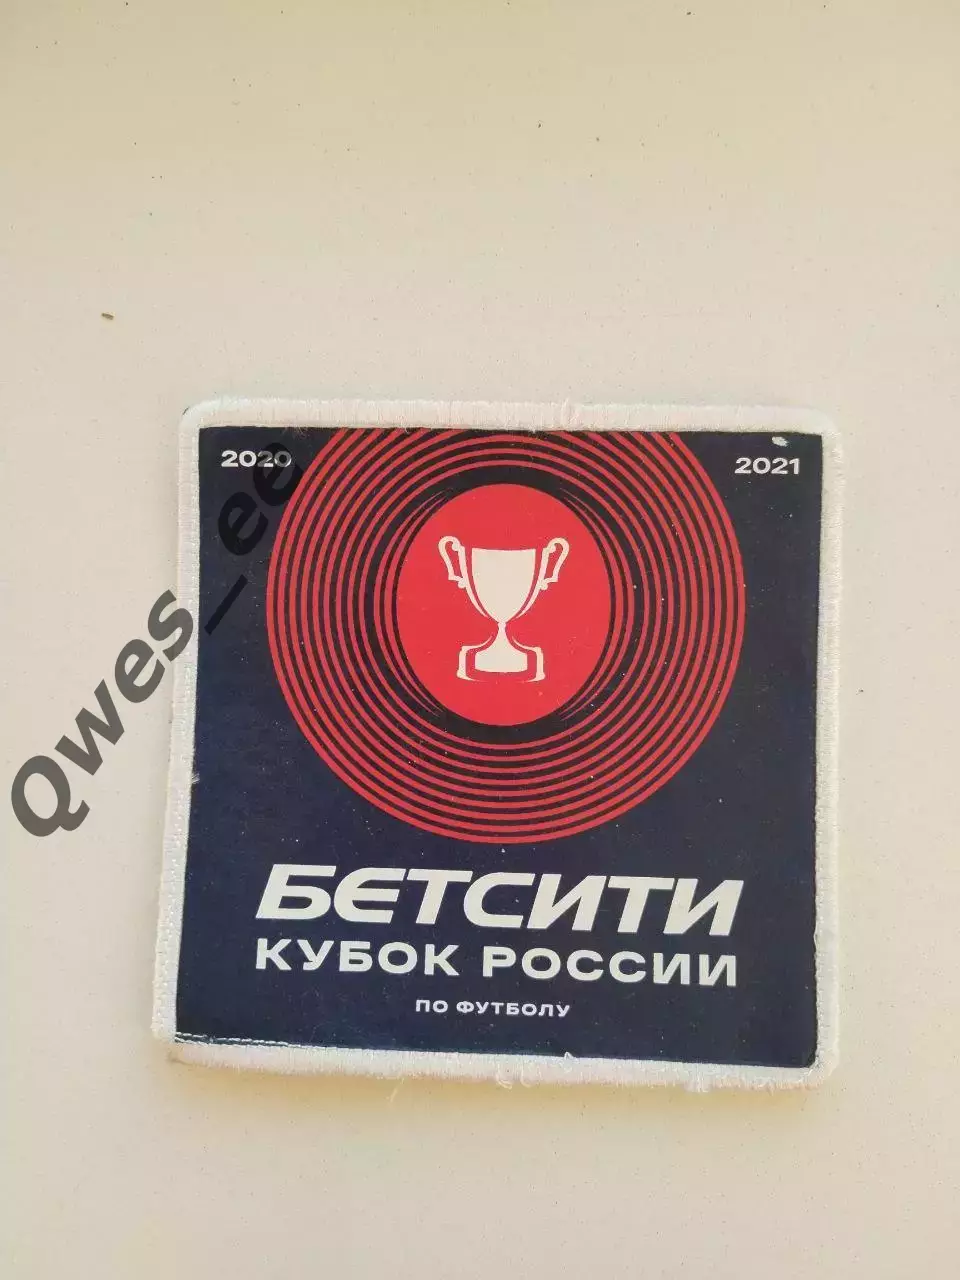 2020
2021
БЕТСИТИ
КУБОК РОССИИ
ПО ФУТБОЛУ
Qwes_ee